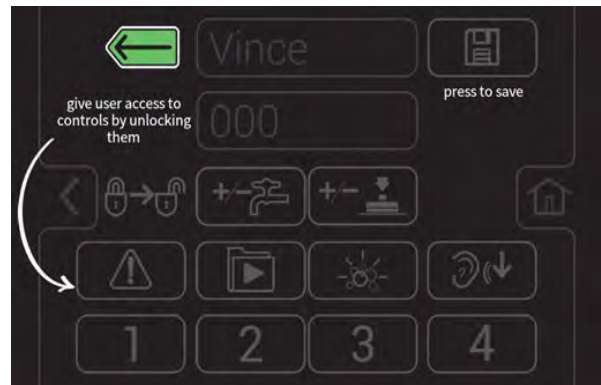 Vince
press to save
give user access to
controls by unlocking
them
000
+/-
+/-
1 2 3 4